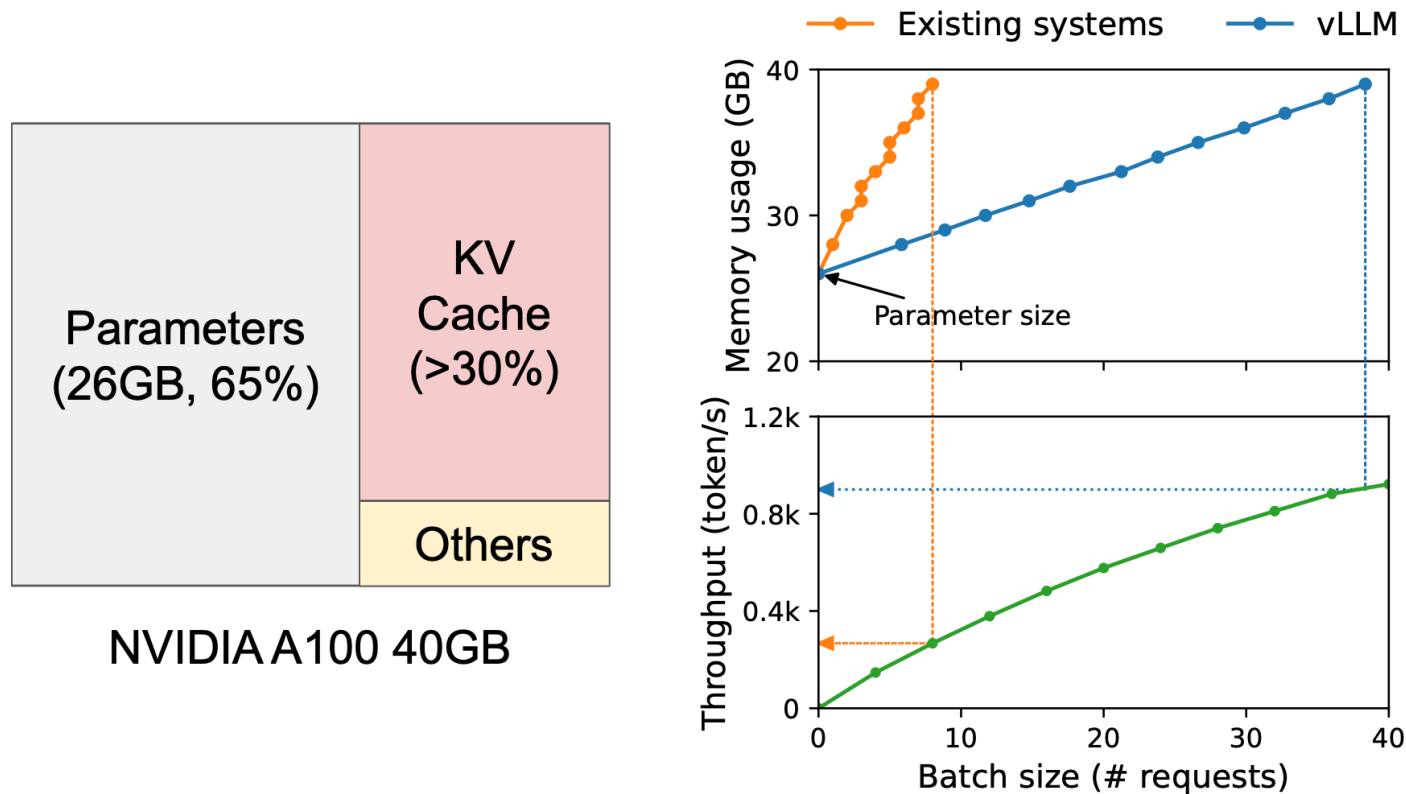 Parameters
(26GB, 65%)
KV
Cache
(>30%)
Others
NVIDIA A100 40GB
Existing systems
vLLM
Memory usage (GB)
40
30
20
Parameter size
Throughput (token/s)
1.2k
0.8k
0.4k
0
0 10 20 30 40
Batch size (# requests)